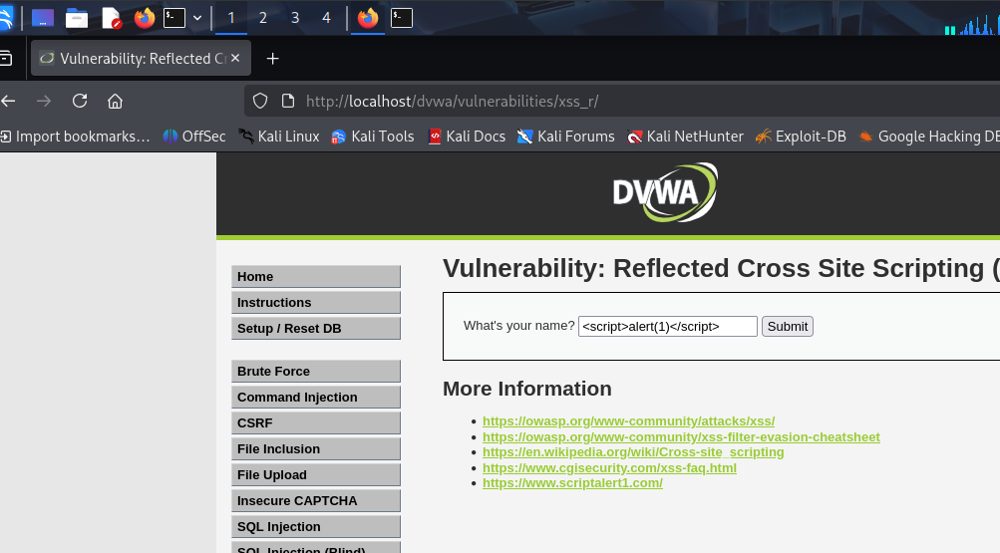 1 2 3 4
Vulnerability: Reflected Cr
http://localhost/dvwa/vulnerabilities/xss_r/
Import bookmarks… OffSec Kali Linux Kali Tools Kali Docs Kali Forums Kali NetHunter Exploit-DB Google Hacking DB
DVWA
Home
Instructions
Setup / Reset DB
Brute Force
Command Injection
CSRF
File Inclusion
File Upload
Insecure CAPTCHA
SQL Injection
SQL Injection (Blind)
Vulnerability: Reflected Cross Site Scripting (
What's your name? <script>alert(1)</script> Submit
More Information
https://owasp.org/www-community/attacks/xss/
https://owasp.org/www-community/xss-filter-evasion-cheatsheet
https://en.wikipedia.org/wiki/Cross-site_scripting
https://www.cgisecurity.com/xss-faq.html
https://www.scriptalert1.com/